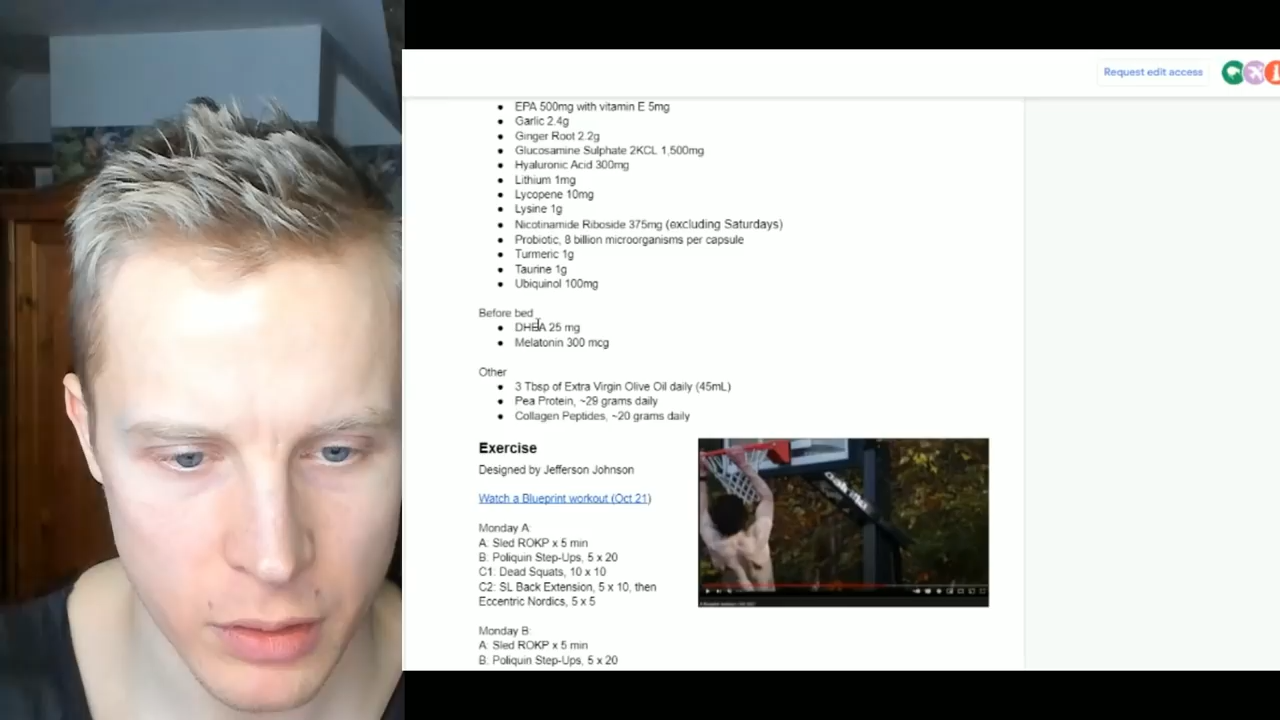 Request edit access
EPA 500mg with vitamin E 5mg
Garlic 2.4g
Ginger Root 2.2g
Glucosamine Sulphate 2KCL 1,500mg
Hyaluronic Acid 300mg
Lithium 1mg
Lycopene 10mg
Lysine 1g
Nicotinamide Riboside 375mg (excluding Saturdays)
Probiotic, 8 billion microorganisms per capsule
Turmeric 1g
Taurine 1g
Ubiquinol 100mg
Before bed
DHEA 25 mg
Melatonin 300 mcg
Other
3 Tbsp of Extra Virgin Olive Oil daily (45mL)
Pea Protein, ~29 grams daily
Collagen Peptides, ~20 grams daily
Exercise
Designed by Jefferson Johnson
Watch a Blueprint workout (Oct 21)
Monday A:
A: Sled ROKP x 5 min
B: Poliquin Step-Ups, 5 x 20
C1: Dead Squats, 10 x 10
C2: SL Back Extension, 5 x 10, then
Eccentric Nordics, 5 x 5
Monday B:
A: Sled ROKP x 5 min
B: Poliquin Step-Ups, 5 x 20